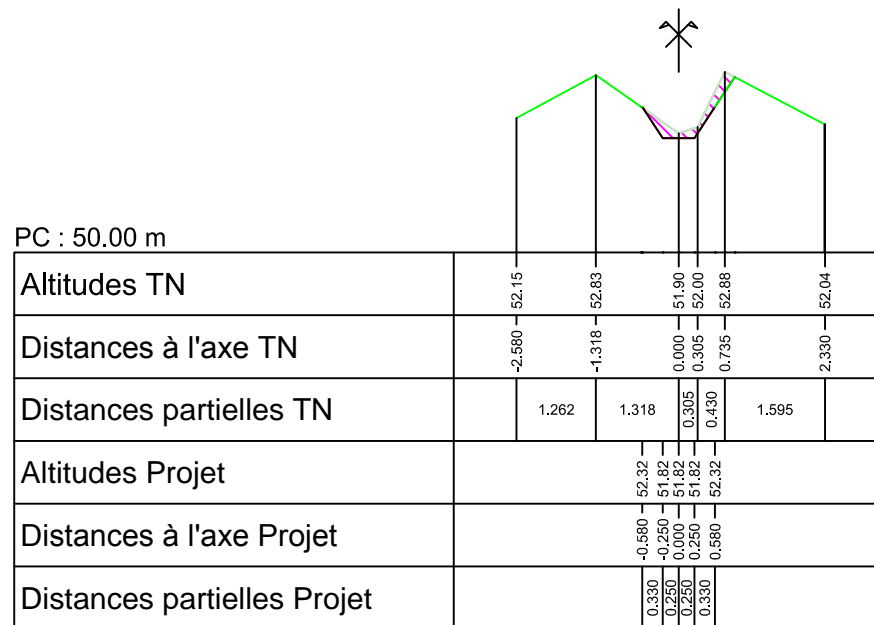 PC : 50.00 m
Altitudes TN 52.15 52.83 51.90 52.00 52.88 52.04
Distances à l'axe TN -2.580 -1.318 0.000 0.305 0.735 2.330
Distances partielles TN 1.262 1.318 0.305 0.430 1.595
Altitudes Projet 52.32 51.82 51.82 51.82 52.32
Distances à l'axe Projet -0.580 -0.250 0.000 0.250 0.580
Distances partielles Projet 0.330 0.250 0.250 0.330